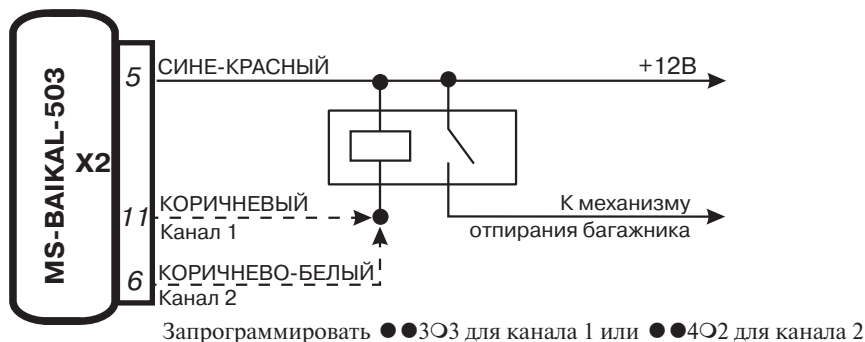 MS-BAIKAL-503
X2
5
СИНЕ-КРАСНЫЙ
+12В
11
КОРИЧНЕВЫЙ
Канал 1
К механизму
отпирания багажника
6
КОРИЧНЕВО-БЕЛЫЙ
Канал 2
Запрограммировать ●●3○3 для канала 1 или ●●4○2 для канала 2